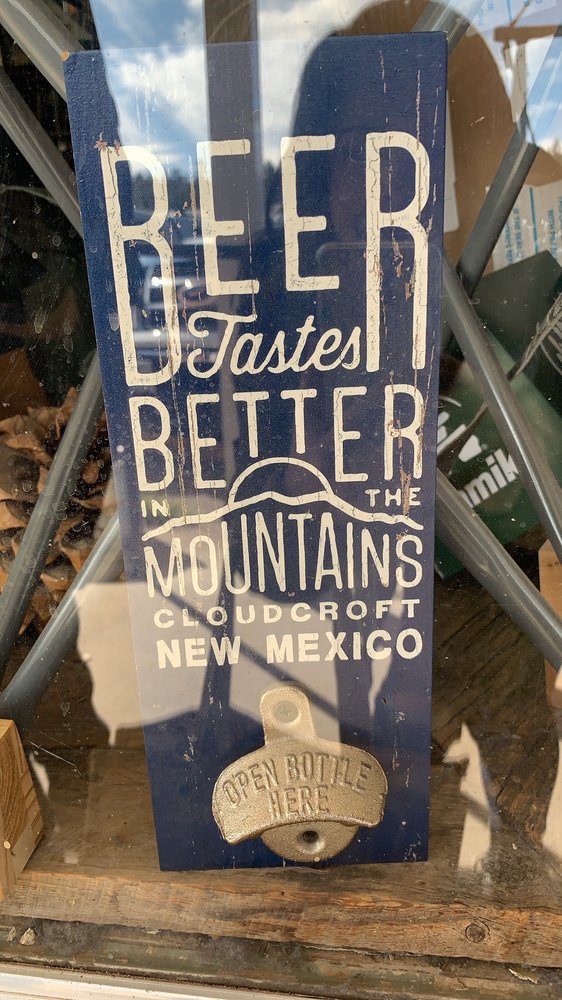 BEER
Tastes
BETTER
IN THE
MOUNTAINS
CLOUDCROFT
NEW MEXICO
OPEN BOTTLE
HERE